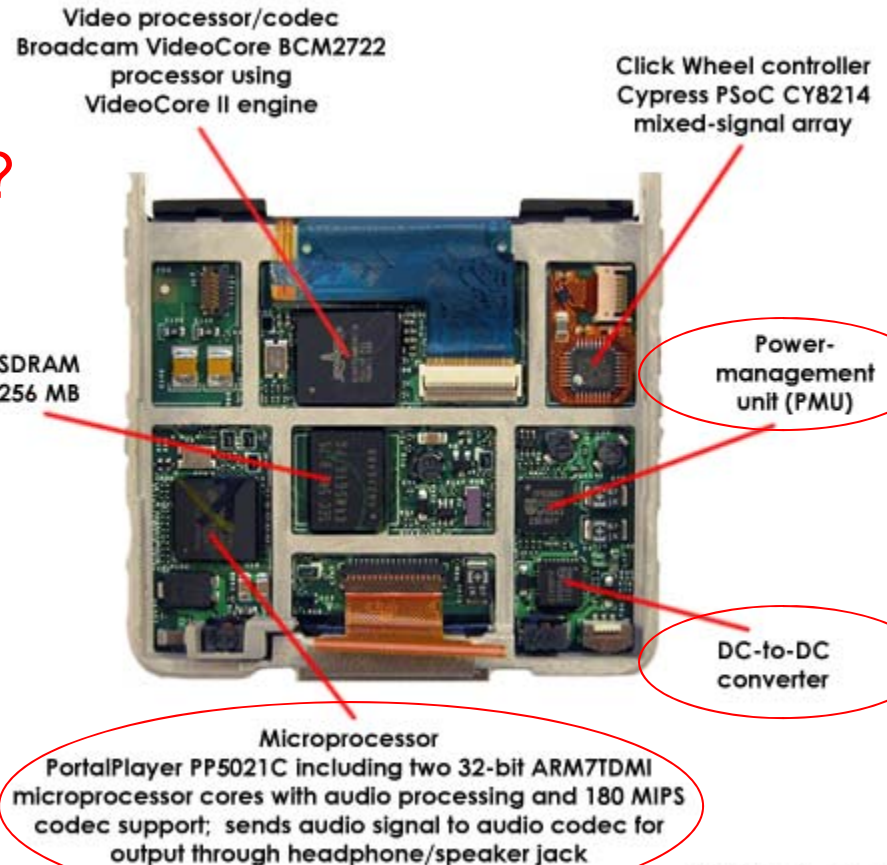 Video processor/codec
Broadcam VideoCore BCM2722
processor using
VideoCore II engine
Click Wheel controller
Cypress PSoC CY8214
mixed-signal array
?
SDRAM
256 MB
Power-
management
unit (PMU)
DC-to-DC
converter
Microprocessor
PortalPlayer PP5021C including two 32-bit ARM7TDMI
microprocessor cores with audio processing and 180 MIPS
codec support; sends audio signal to audio codec for
output through headphone/speaker jack